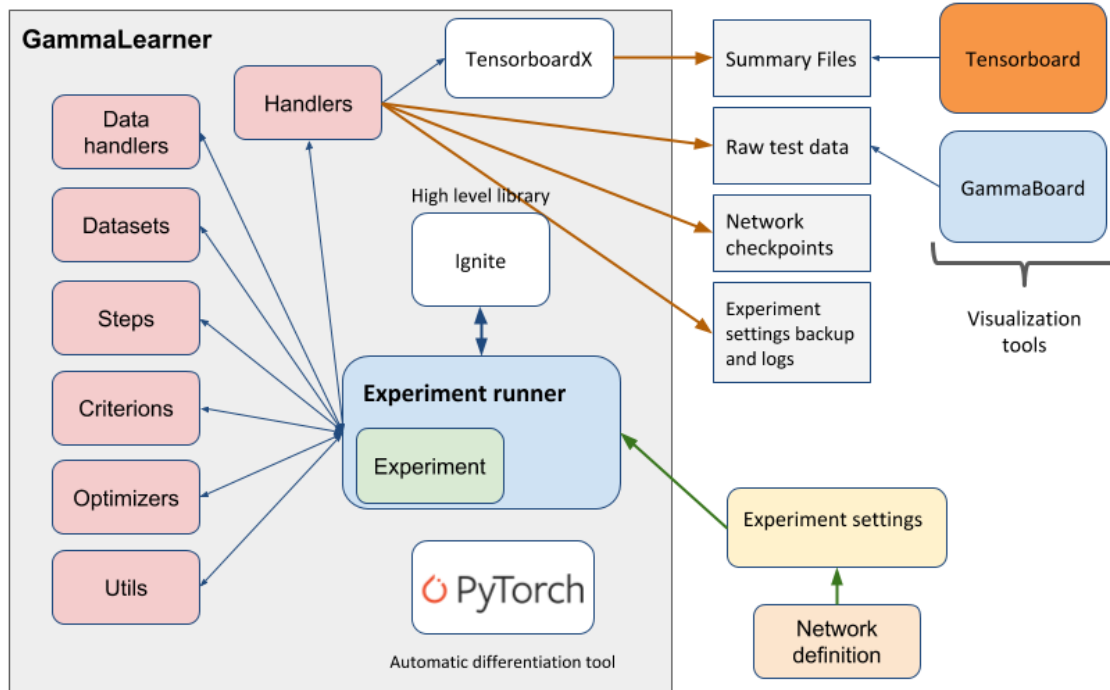 GammaLearner
TensorboardX
Summary Files
Tensorboard
Handlers
Data
handlers
Raw test data
GammaBoard
High level library
Datasets
Ignite
Network
checkpoints
Steps
Experiment
settings backup
and logs
Visualization
tools
Experiment runner
Criterions
Experiment
Optimizers
Experiment settings
Utils
PyTorch
Automatic differentiation tool
Network
definition